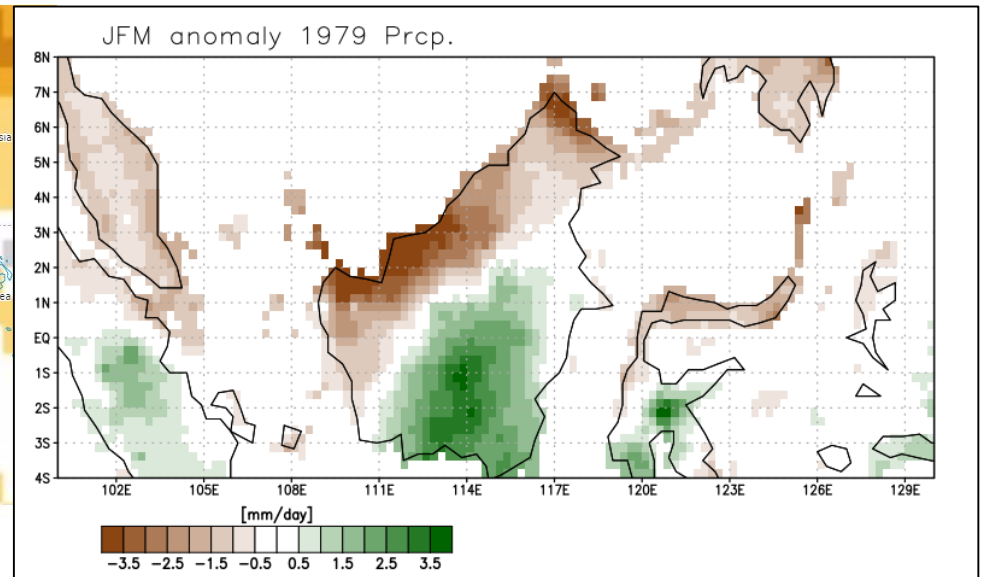 JFM anomaly 1979 Prcp.
8N
7N
6N
5N
4N
3N
2N
1N
EQ
1S
2S
3S
4S
102E 105E 108E 111E 114E 117E 120E 123E 126E 129E
[mm/day]
−3.5 −2.5 −1.5 −0.5 0.5 1.5 2.5 3.5
sia
ea